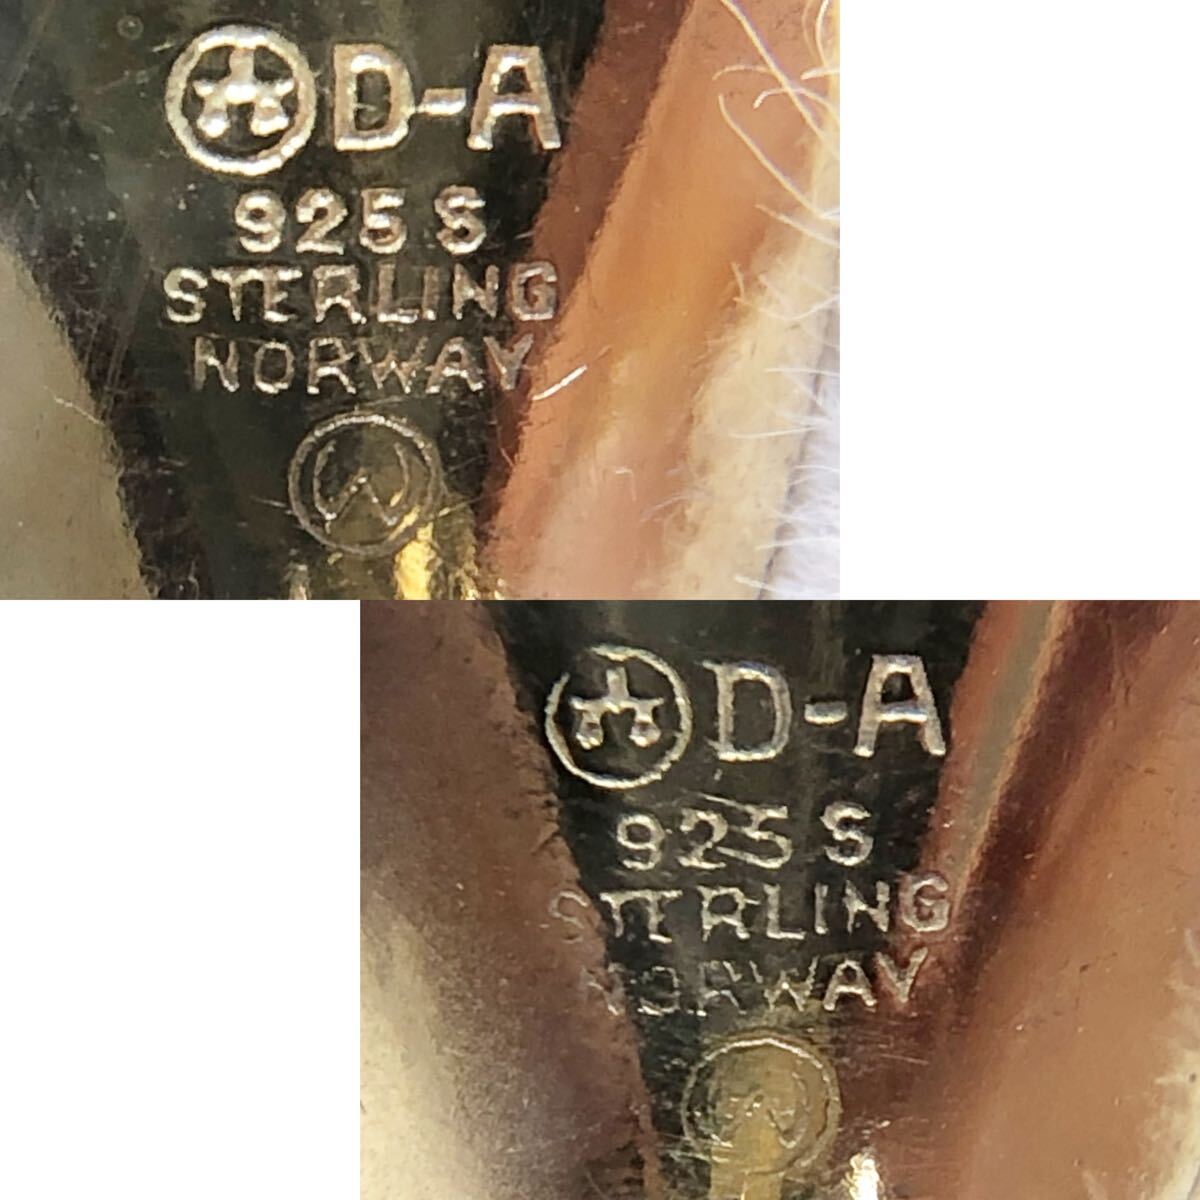 D-A
925 S
STERLING
NORWAY
D-A
925 S
STERLING
NORWAY